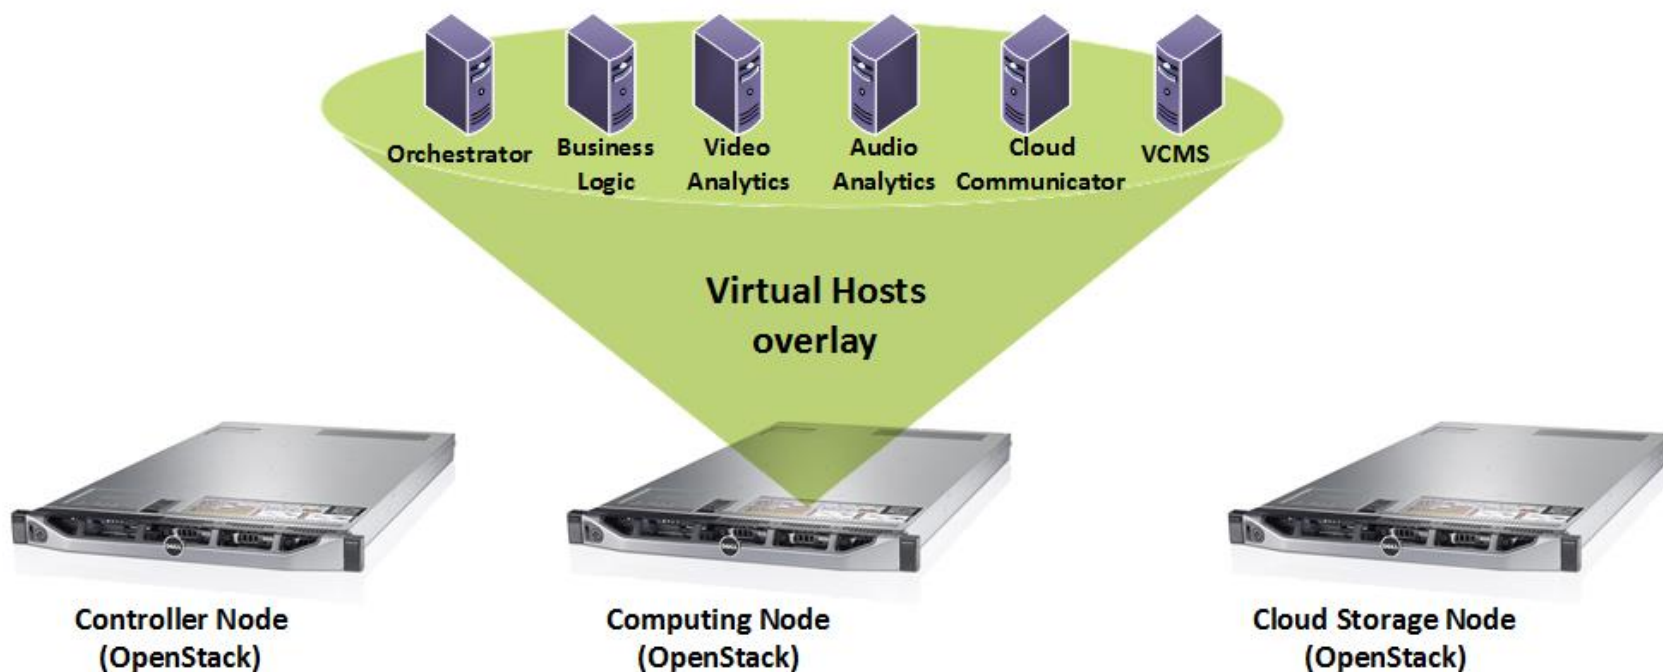 Orchestrator
Business
Logic
Video
Analytics
Audio
Analytics
Cloud
Communicator
VCMS
Virtual Hosts
overlay
Controller Node
(OpenStack)
Computing Node
(OpenStack)
Cloud Storage Node
(OpenStack)